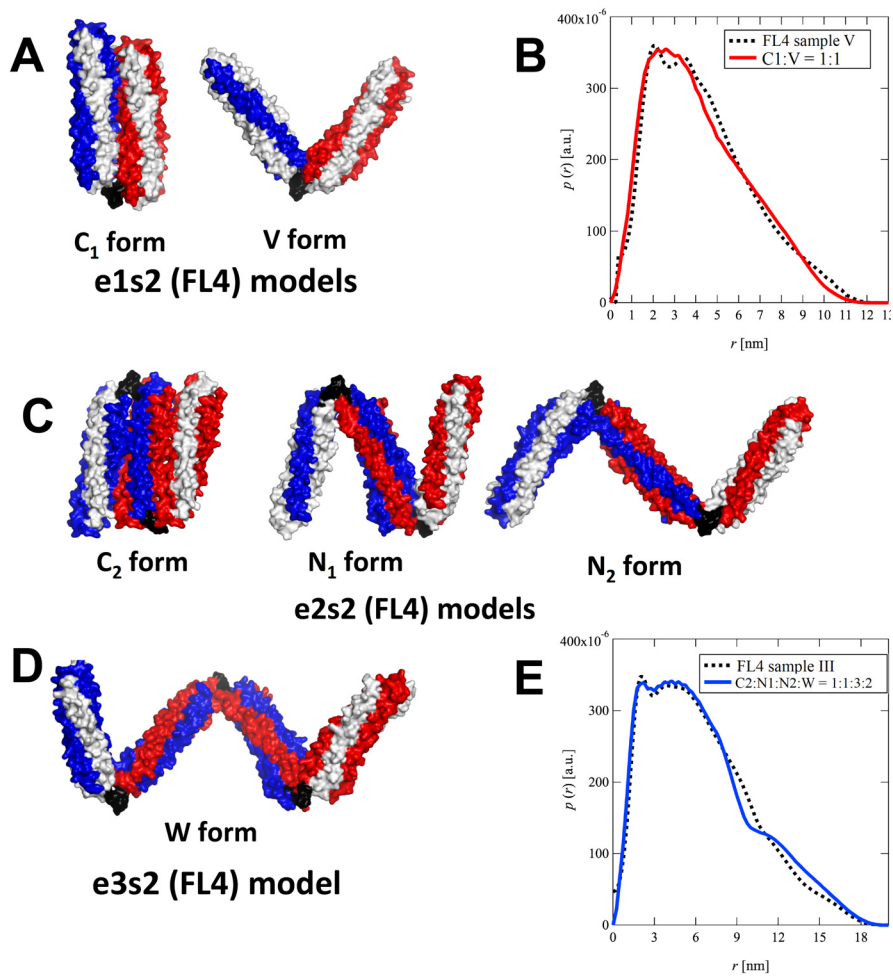 A
C₁ form
V form
e1s2 (FL4) models
B
400x10⁻⁶
300
200
100
0
p (r) [a.u.]
FL4 sample V
C1:V = 1:1
0 1 2 3 4 5 6 7 8 9 10 11 12 13
r [nm]
C
C₂ form
N₁ form
N₂ form
e2s2 (FL4) models
D
W form
e3s2 (FL4) model
E
400x10⁻⁶
300
200
100
0
p (r) [a.u.]
FL4 sample III
C2:N1:N2:W = 1:1:3:2
0 3 6 9 12 15 18
r [nm]